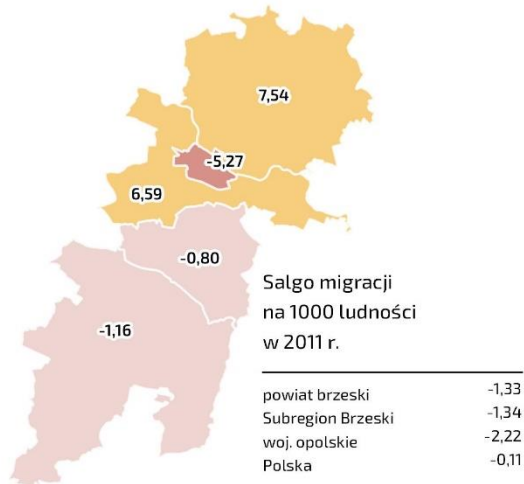 7,54
-5,27
6,59
-0,80
-1,16
Salgo migracji
na 1000 ludności
w 2011 r.
powiat brzeski -1,33
Subregion Brzeski -1,34
woj. opolskie -2,22
Polska -0,11